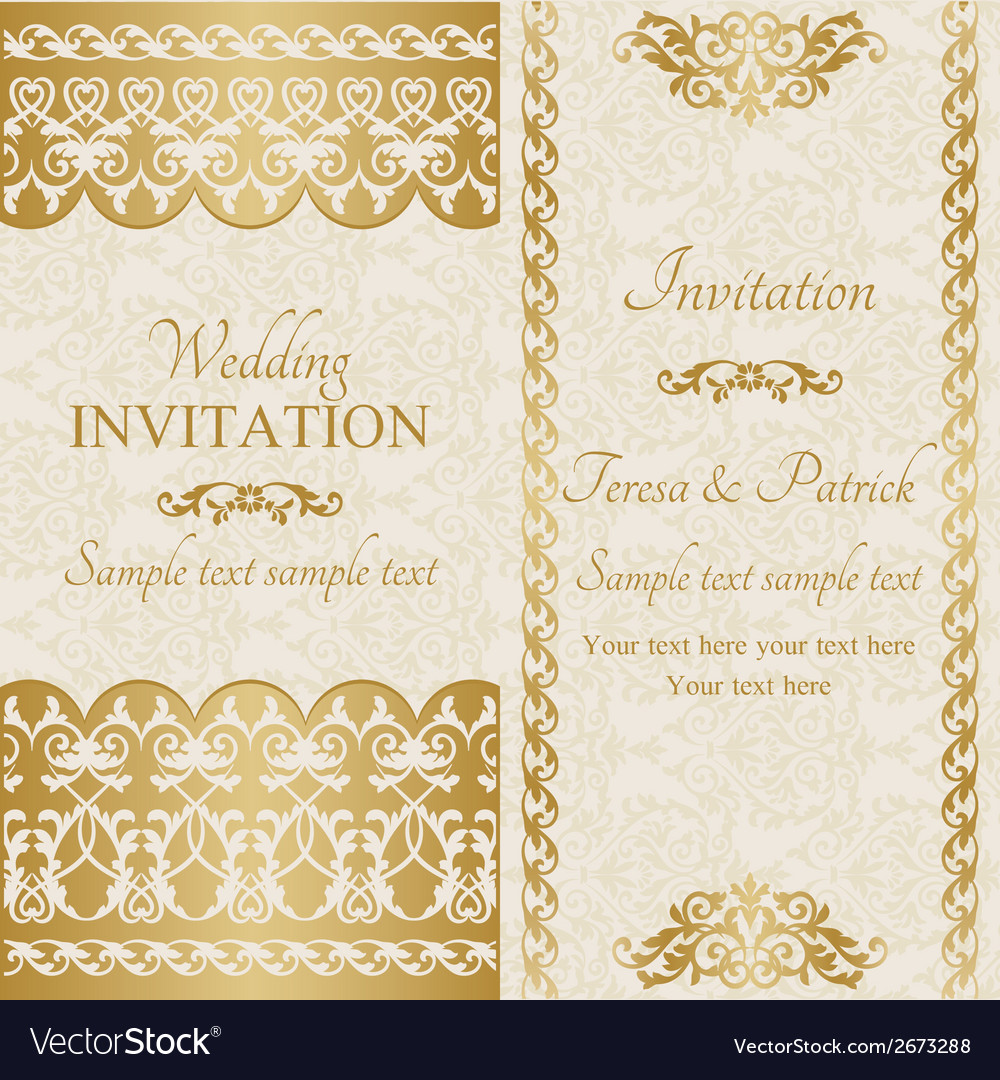 Wedding
INVITATION
Sample text sample text
Invitation
Teresa & Patrick
Sample text sample text
Your text here your text here
Your text here
VectorStock®
VectorStock.com/2673288